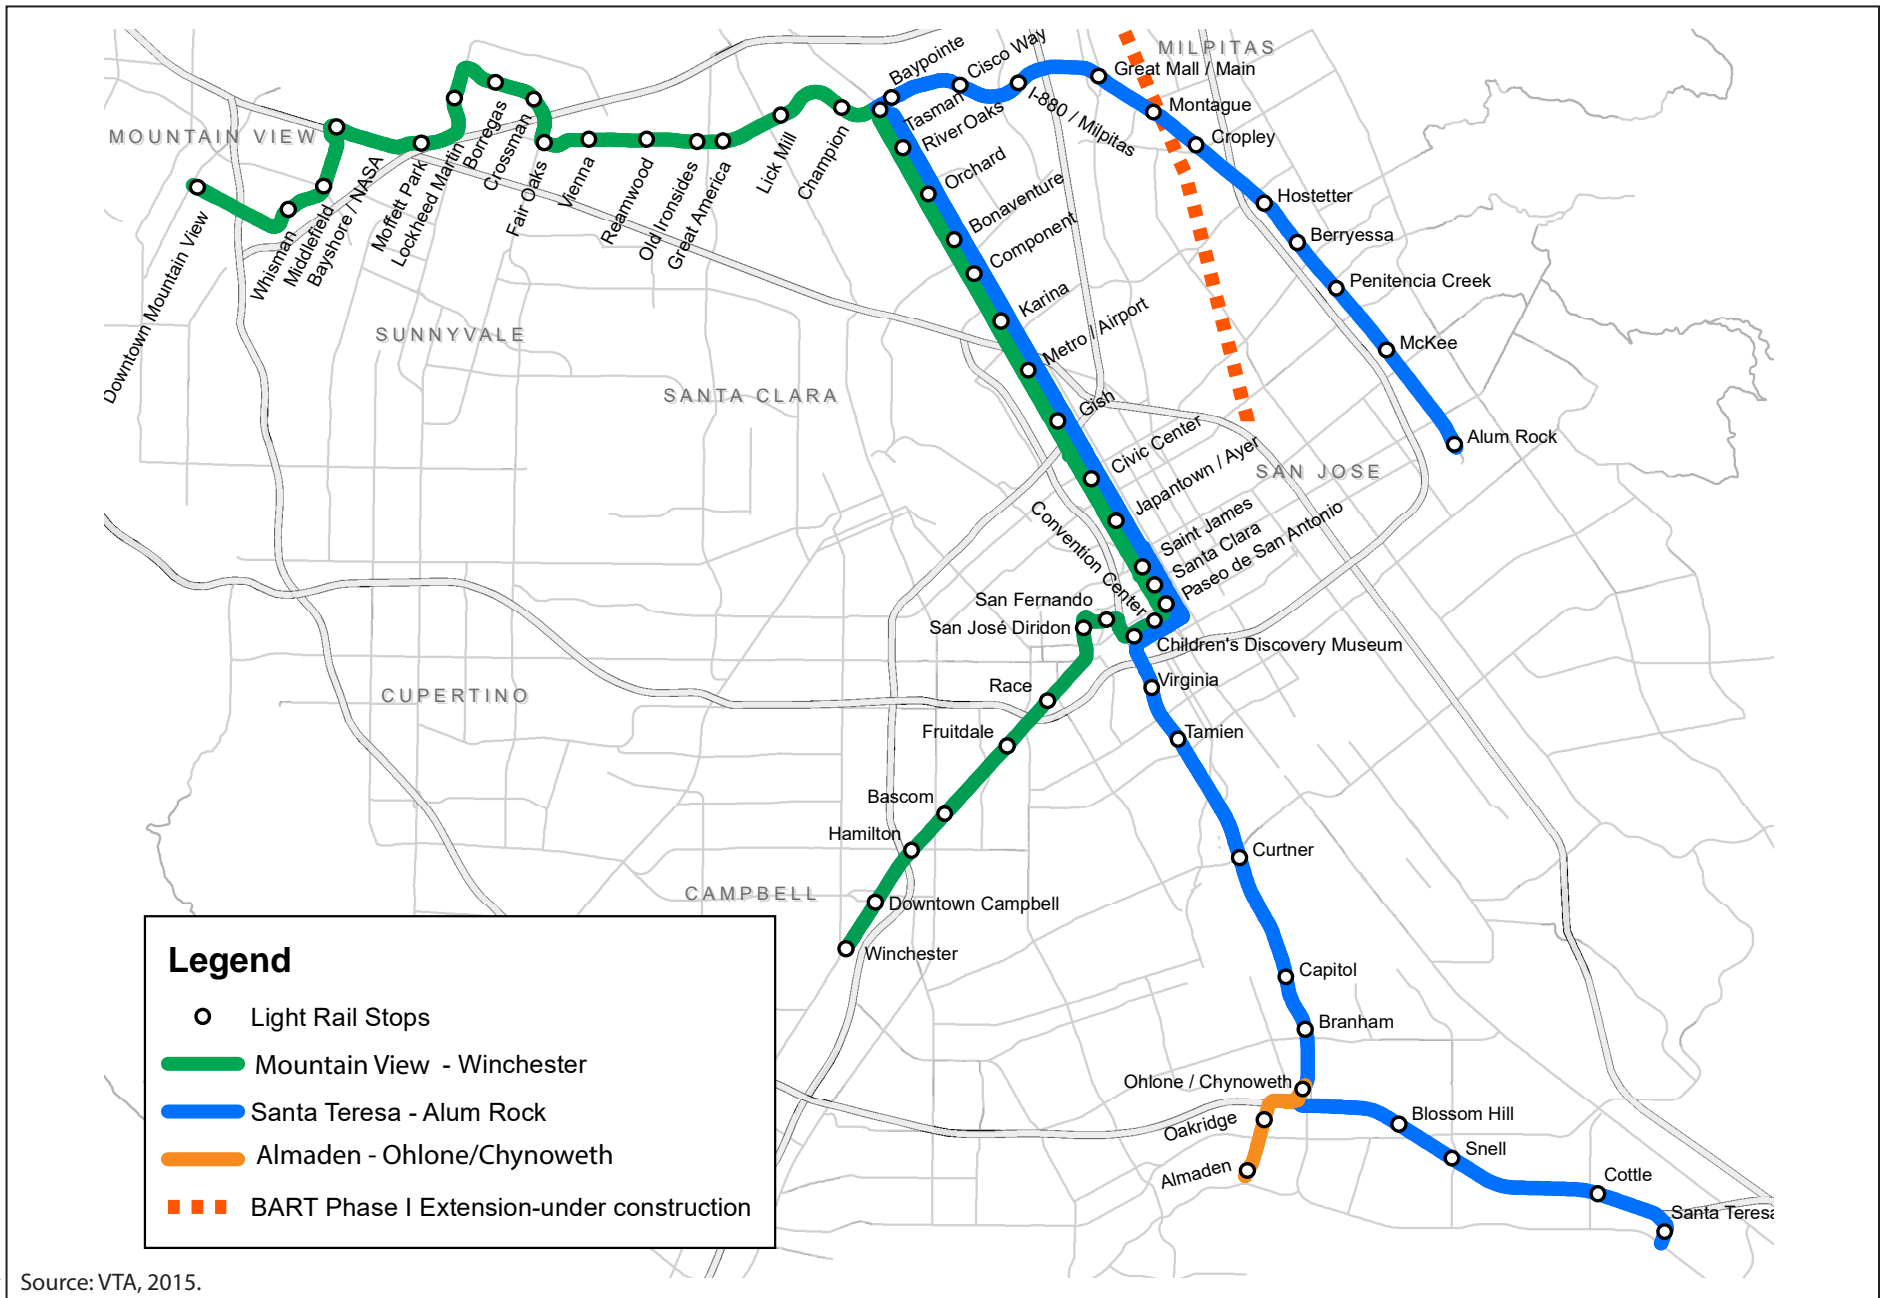 MILPITAS
MOUNTAIN VIEW
SUNNYVALE
SANTA CLARA
SAN JOSE
CUPERTINO
CAMPBELL
Downtown Mountain View
Whisman
Middlefield
Bayshore / NASA
Moffett Park
Lockheed Martin
Borregas
Crossman
Fair Oaks
Vienna
Reamwood
Old Ironsides
Great America
Lick Mill
Champion
Baypointe
Cisco Way
Tasman
River Oaks
I-880 / Milpitas
Great Mall / Main
Montague
Cropley
Hostetter
Berryessa
Penitencia Creek
McKee
Alum Rock
Orchard
Bonaventure
Component
Karina
Metro / Airport
Gish
Civic Center
Japantown / Ayer
Saint James
Santa Clara
Paseo de San Antonio
Convention Center
San Fernando
San José Diridon
Children's Discovery Museum
Race
Fruitdale
Bascom
Hamilton
Downtown Campbell
Winchester
Virginia
Tamien
Curtner
Capitol
Branham
Ohlone / Chynoweth
Oakridge
Almaden
Blossom Hill
Snell
Cottle
Santa Teresa
Legend
Light Rail Stops
Mountain View - Winchester
Santa Teresa - Alum Rock
Almaden - Ohlone/Chynoweth
BART Phase I Extension-under construction
Source: VTA, 2015.